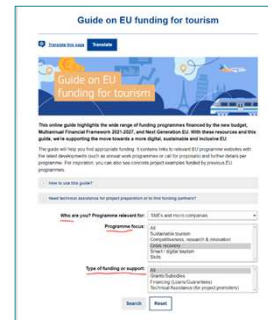 Guide on EU funding for tourism
Translate this page Translate
Guide on EU
funding for tourism
This online guide highlights the wide range of funding programmes financed by the new budget,
Multiannual Financial Framework 2021-2027, and Next Generation EU. With these resources and this
guide, we're supporting the move towards a more digital, sustainable and inclusive EU.
The guide will help you find appropriate funding. It contains links to relevant EU programme websites with
the latest developments (such as annual work programmes or call for proposals) and further details per
programme. For inspiration, you can also see concrete project examples funded by previous EU
programmes.
How to use this guide?
Need technical assistance for project preparation or to find funding partners?
Who are you? Programme relevant for: SMEs and micro companies
Programme focus: All
Sustainable tourism
Competitiveness, research & innovation
Crisis recovery
Smart / digital tourism
Skills
Type of funding or support: All
Grants/Subsidies
Financing (Loans/Guarantees)
Technical Assistance (for project promoters)
Search Reset